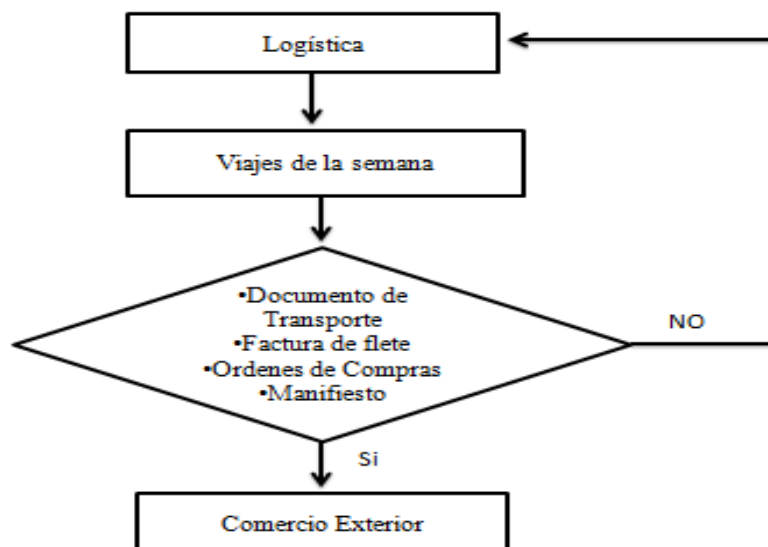 Logística
Viajes de la semana
•Documento de
Transporte
•Factura de flete
•Ordenes de Compras
•Manifiesto
NO
Si
Comercio Exterior